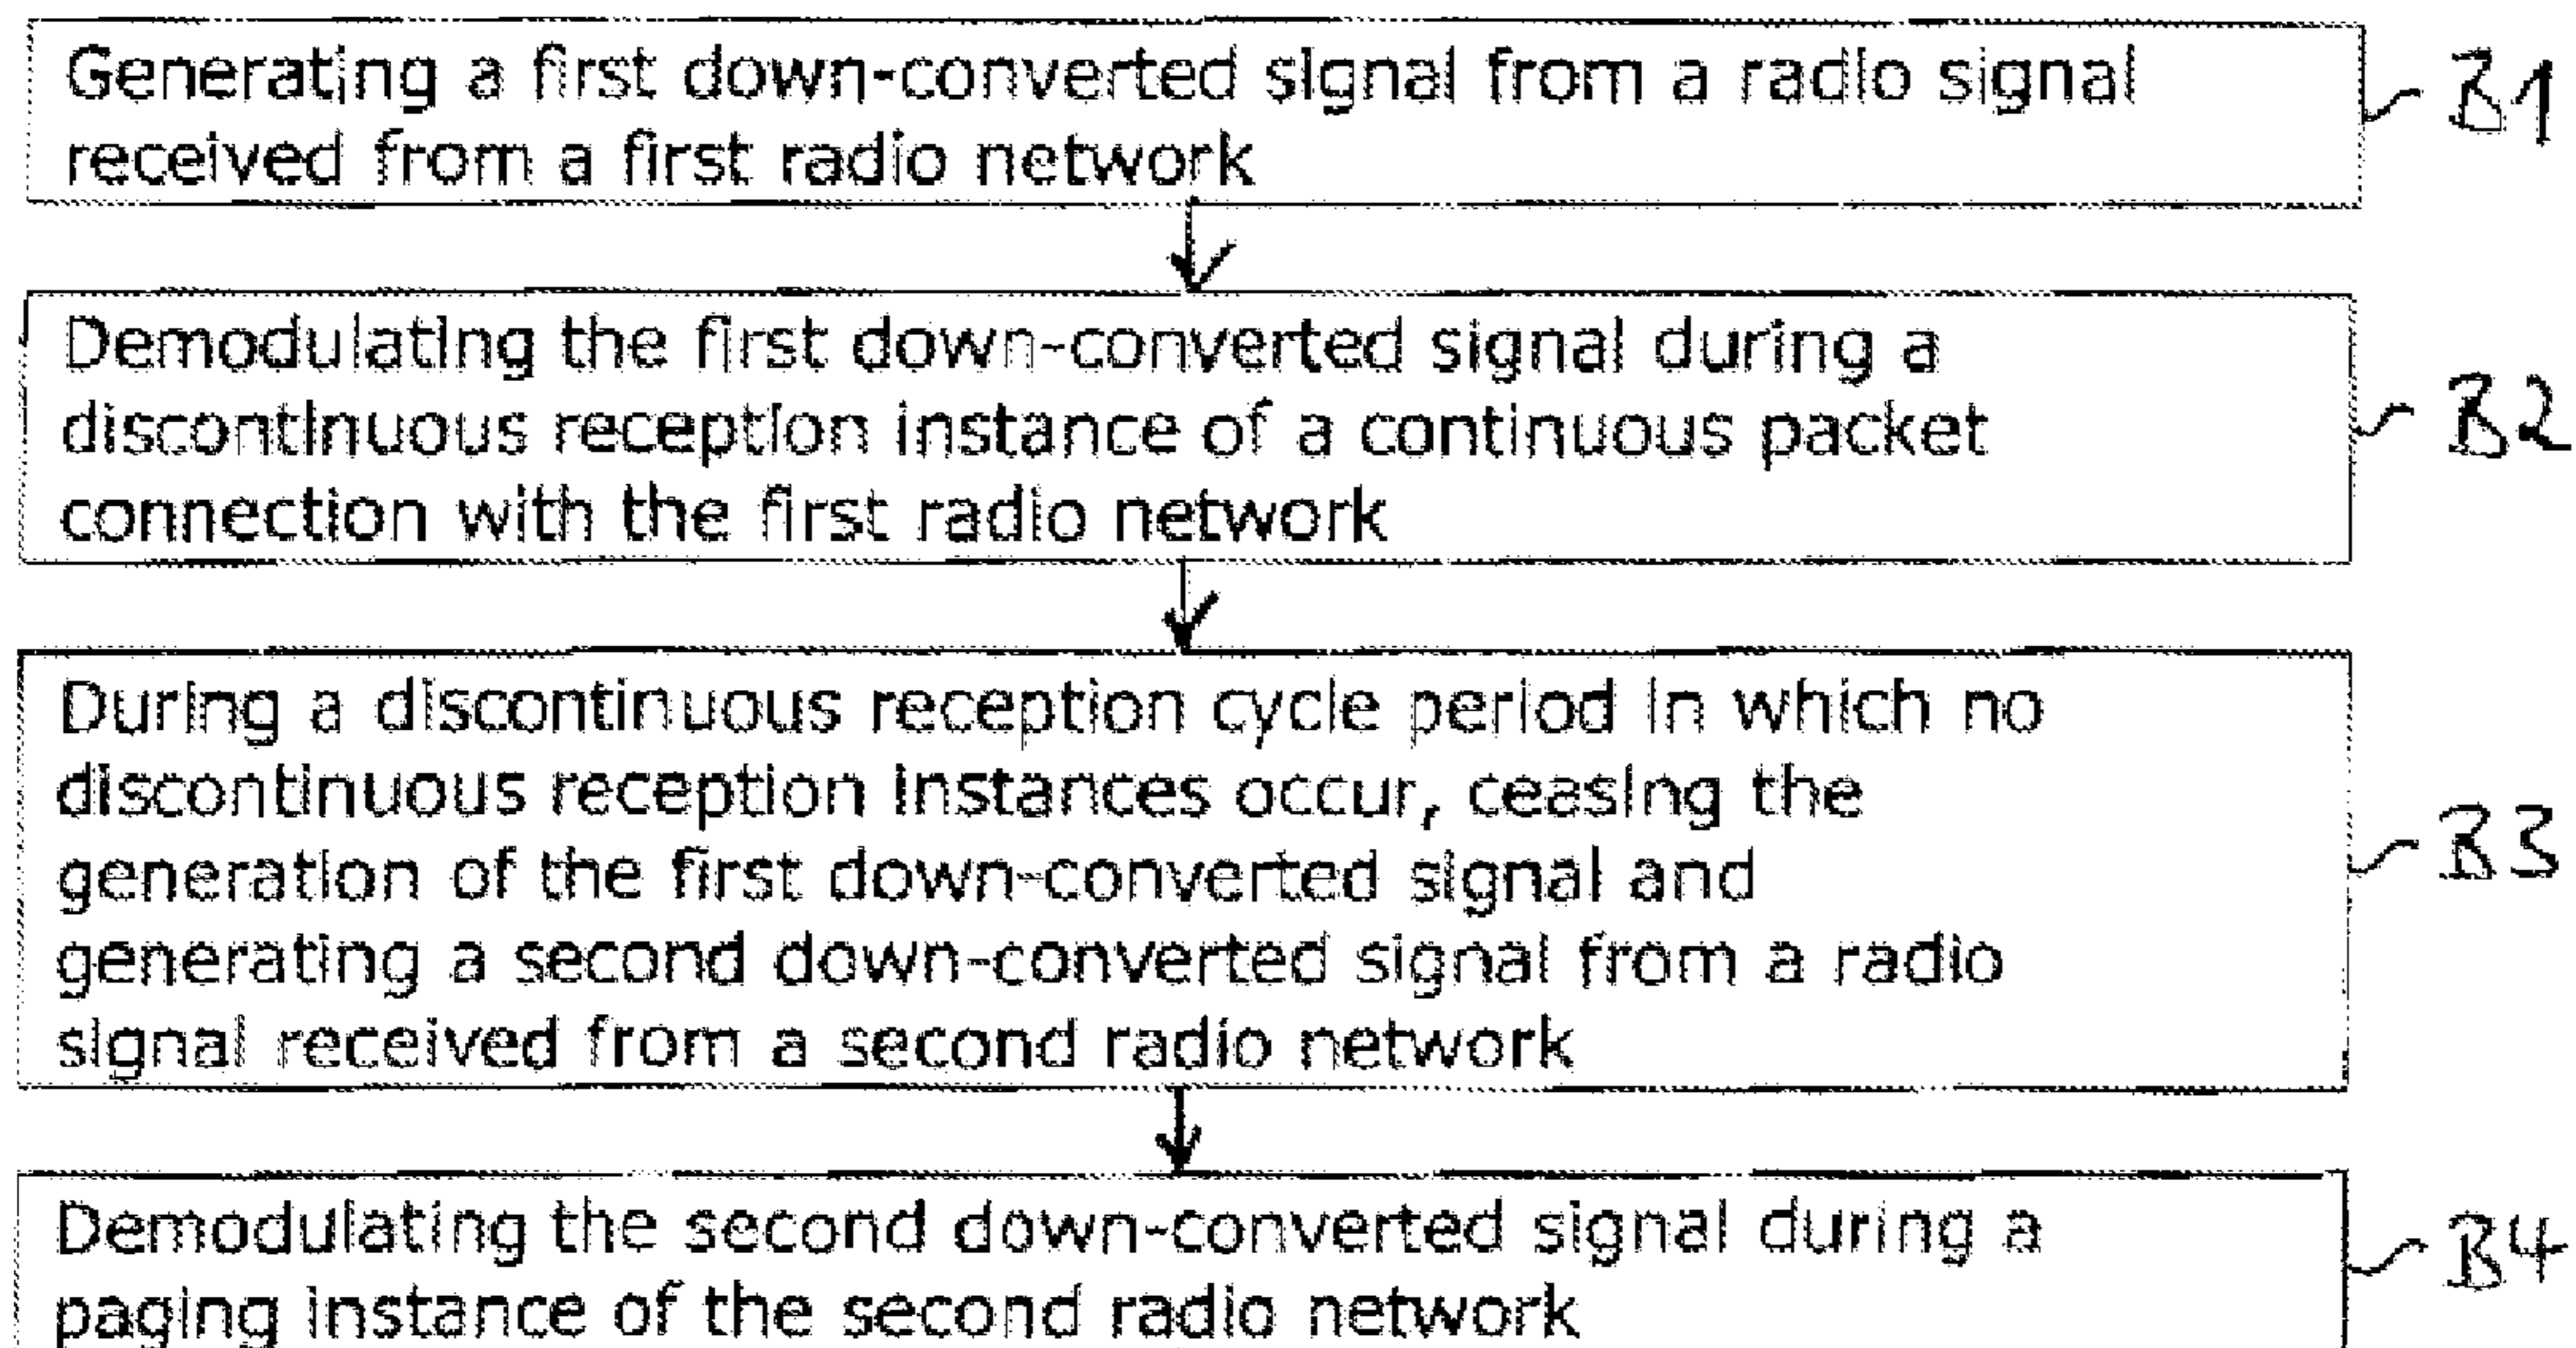 Generating a first down-converted signal from a radio signal
received from a first radio network
B1
Demodulating the first down-converted signal during a
discontinuous reception instance of a continuous packet
connection with the first radio network
B2
During a discontinuous reception cycle period in which no
discontinuous reception instances occur, ceasing the
generation of the first down-converted signal and
generating a second down-converted signal from a radio
signal received from a second radio network
B3
Demodulating the second down-converted signal during a
paging instance of the second radio network
B4